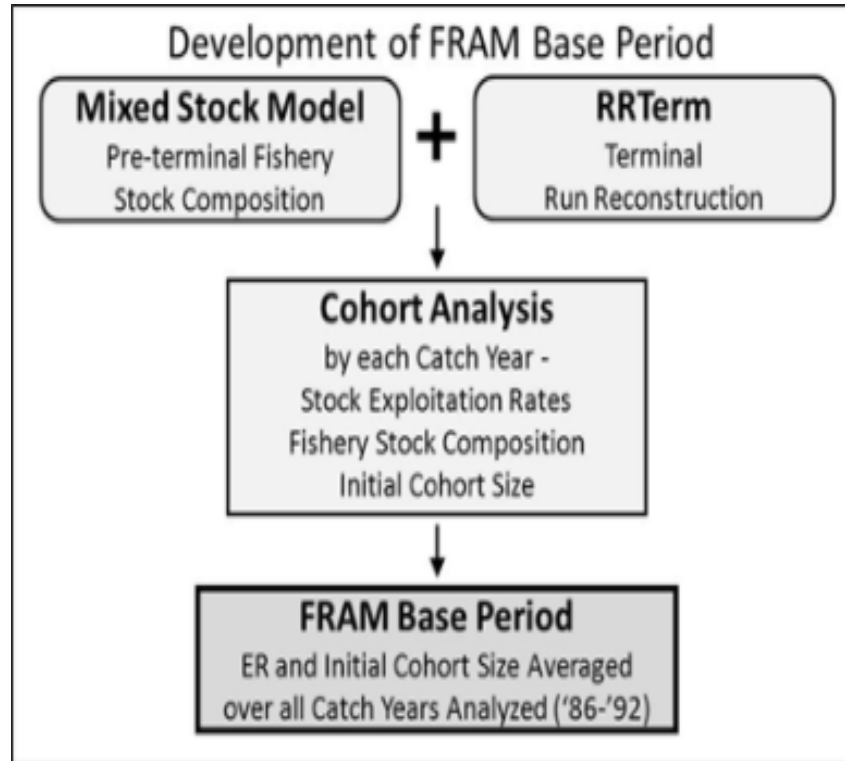 Development of FRAM Base Period
Mixed Stock Model
Pre-terminal Fishery
Stock Composition
+
RRTerm
Terminal
Run Reconstruction
Cohort Analysis
by each Catch Year -
Stock Exploitation Rates
Fishery Stock Composition
Initial Cohort Size
FRAM Base Period
ER and Initial Cohort Size Averaged
over all Catch Years Analyzed ('86-'92)